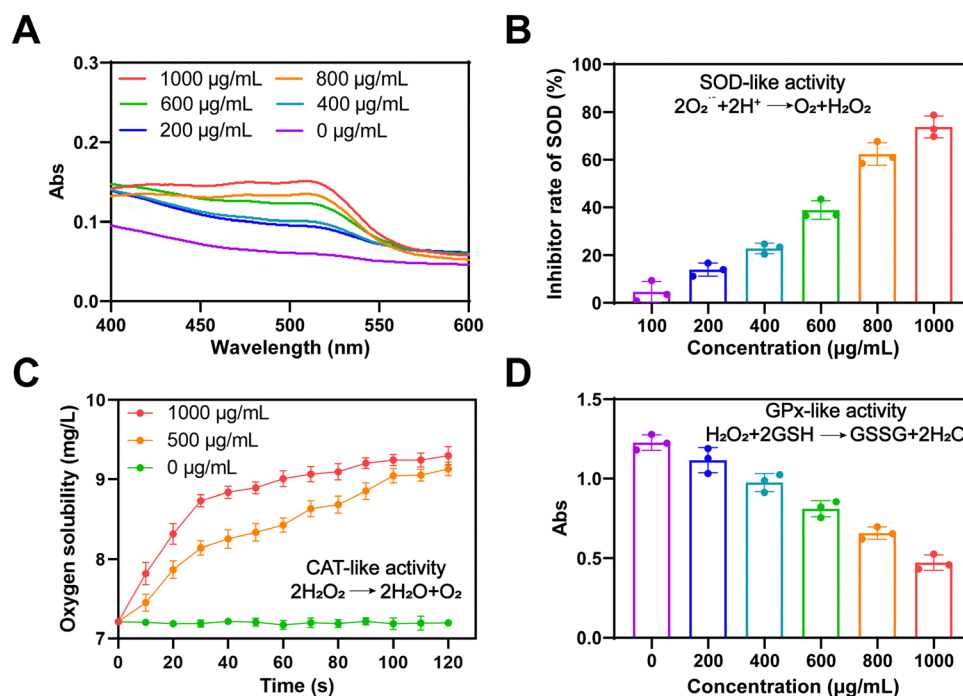 A
0.3
0.2
0.1
0.0
Abs
1000 µg/mL
800 µg/mL
600 µg/mL
400 µg/mL
200 µg/mL
0 µg/mL
400 450 500 550 600
Wavelength (nm)
B
100
80
60
40
20
0
Inhibitor rate of SOD (%)
SOD-like activity
2O₂˙⁻+2H⁺ →O₂+H₂O₂
100 200 400 600 800 1000
Concentration (µg/mL)
C
10
9
8
7
Oxygen solubility (mg/L)
1000 µg/mL
500 µg/mL
0 µg/mL
CAT-like activity
2H₂O₂ → 2H₂O+O₂
0 20 40 60 80 100 120
Time (s)
D
1.5
1.0
0.5
0.0
Abs
GPx-like activity
H₂O₂+2GSH → GSSG+2H₂O
0 200 400 600 800 1000
Concentration (µg/mL)